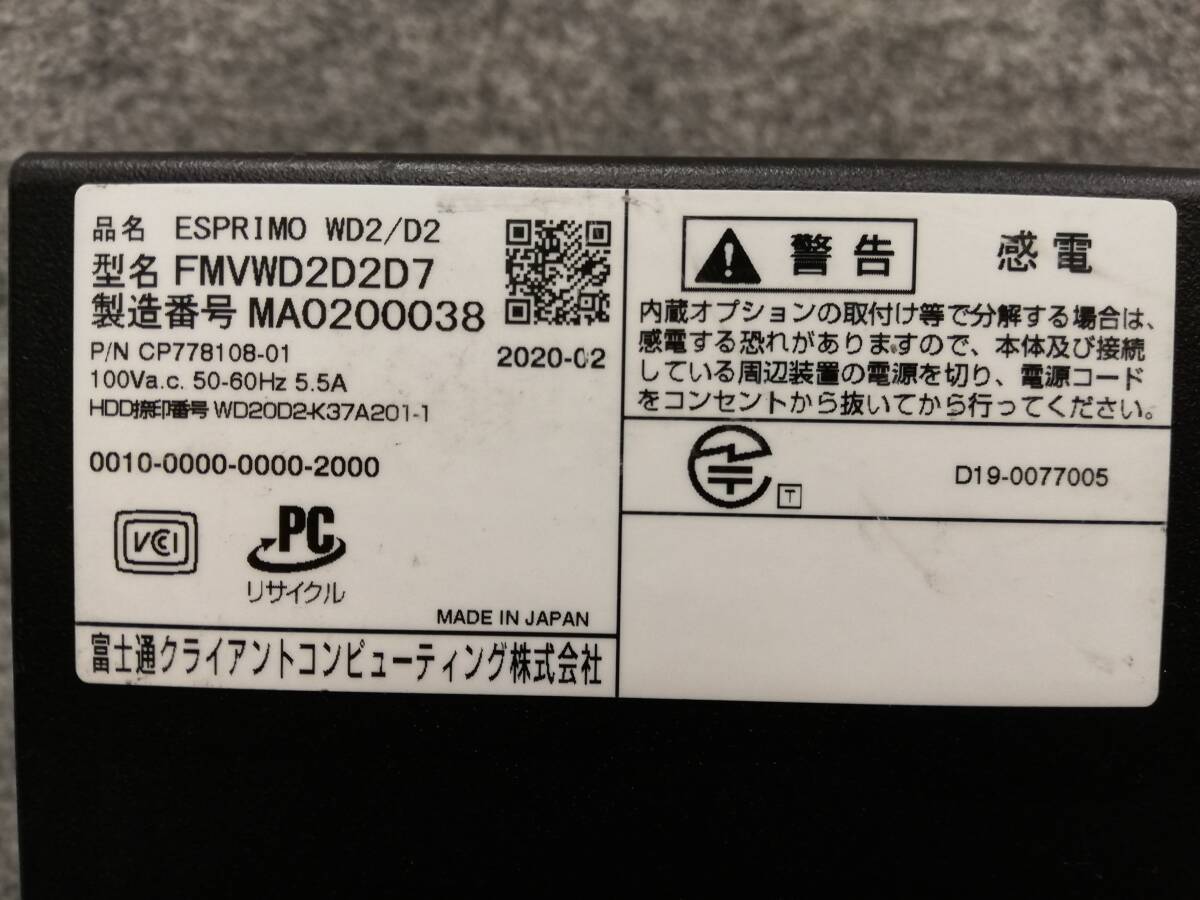 品名 ESPRIMO WD2/D2
型名 FMVWD2D2D7
製造番号 MA0200038
P/N CP778108-01
2020-02
100Va.c. 50-60Hz 5.5A
HDD捺印番号 WD20D2-K37A201-1
0010-0000-0000-2000
VCI
PC
リサイクル
MADE IN JAPAN
富士通クライアントコンピューティング株式会社
警告 感電
内蔵オプションの取付け等で分解する場合は、
感電する恐れがありますので、本体及び接続
している周辺装置の電源を切り、電源コード
をコンセントから抜いてから行ってください。
T D19-0077005